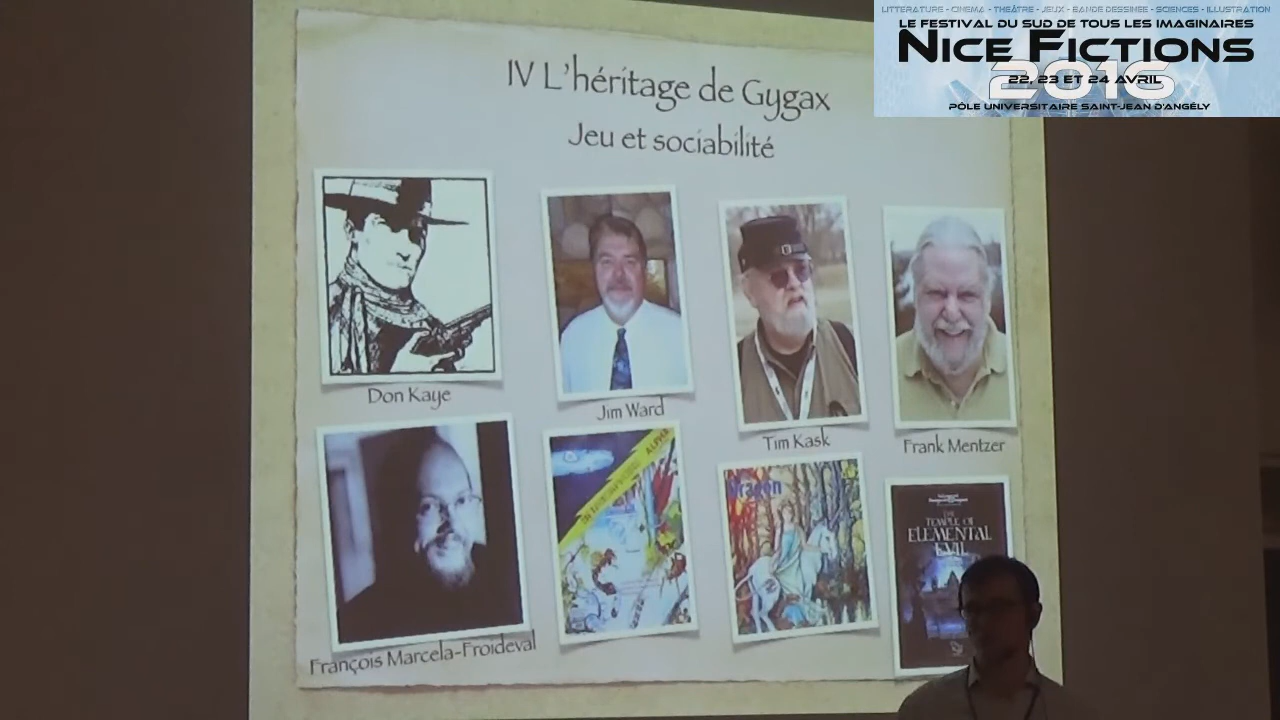 LITTERATURE - CINEMA - THEÂTRE - JEUX - BANDE DESSINEE - SCIENCES - ILLUSTRATION
LE FESTIVAL DU SUD DE TOUS LES IMAGINAIRES
NICE FICTIONS
2016
22, 23 ET 24 AVRIL
PÔLE UNIVERSITAIRE SAINT-JEAN D'ANGÉLY
IV L'héritage de Gygax
Jeu et sociabilité
Don Kaye
Jim Ward
Tim Kask
Frank Mentzer
ALPHA
Dragon
THE
TEMPLE OF
ELEMENTAL
EVIL
François Marcela-Froideval